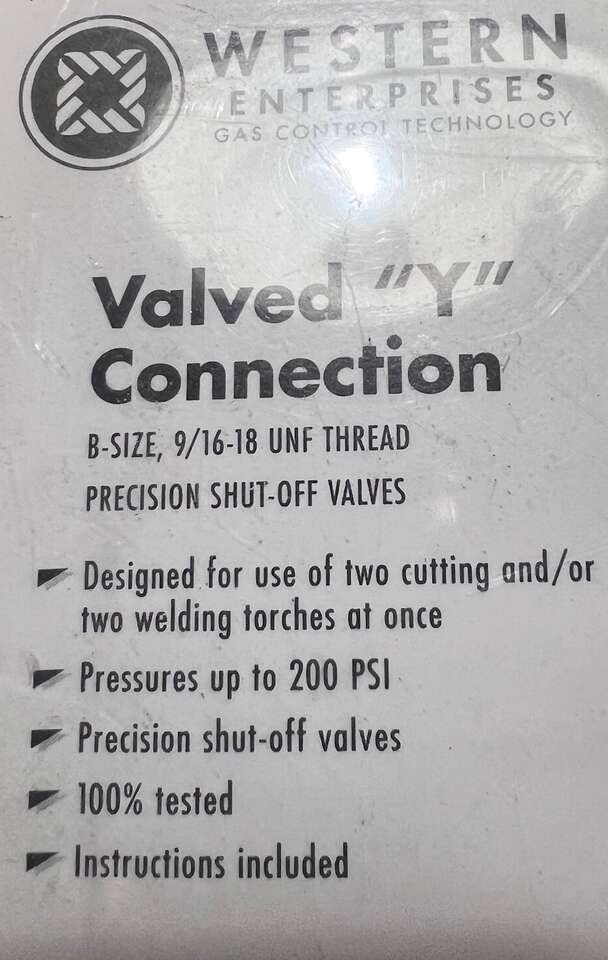 WESTERN
ENTERPRISES
GAS CONTROL TECHNOLOGY
Valved "Y"
Connection
B-SIZE, 9/16-18 UNF THREAD
PRECISION SHUT-OFF VALVES
Designed for use of two cutting and/or
two welding torches at once
Pressures up to 200 PSI
Precision shut-off valves
100% tested
Instructions included